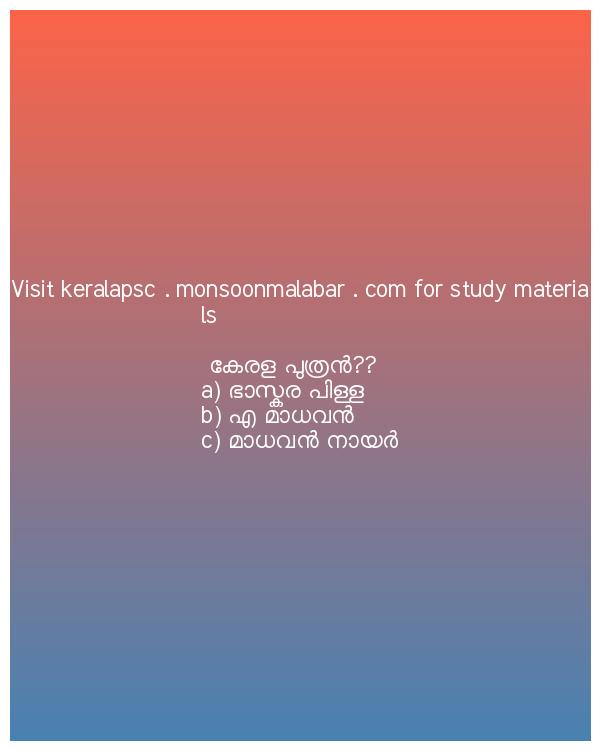 Visit keralapsc . monsoonmalabar . com for study materia
ls
കേരള പുത്രൻ??
a) ഭാസ്കര പിള്ള
b) എ മാധവൻ
c) മാധവൻ നായർ